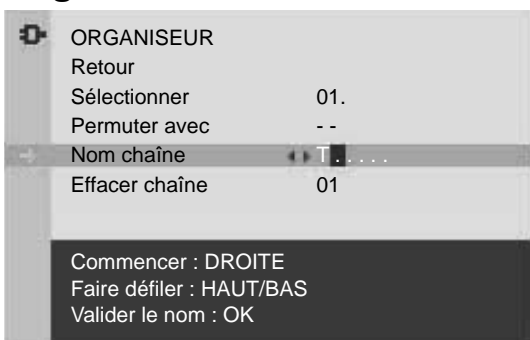 ORGANISEUR
Retour
Sélectionner 01.
Permuter avec - -
Nom chaîne T . . . . .
Effacer chaîne 01
Commencer : DROITE
Faire défiler : HAUT/BAS
Valider le nom : OK